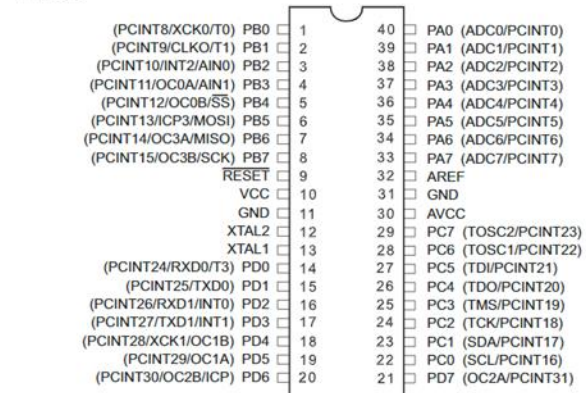 (PCINT8/XCK0/T0) PB0 1 40 PA0 (ADC0/PCINT0)
(PCINT9/CLKO/T1) PB1 2 39 PA1 (ADC1/PCINT1)
(PCINT10/INT2/AIN0) PB2 3 38 PA2 (ADC2/PCINT2)
(PCINT11/OC0A/AIN1) PB3 4 37 PA3 (ADC3/PCINT3)
(PCINT12/OC0B/SS) PB4 5 36 PA4 (ADC4/PCINT4)
(PCINT13/ICP3/MOSI) PB5 6 35 PA5 (ADC5/PCINT5)
(PCINT14/OC3A/MISO) PB6 7 34 PA6 (ADC6/PCINT6)
(PCINT15/OC3B/SCK) PB7 8 33 PA7 (ADC7/PCINT7)
RESET 9 32 AREF
VCC 10 31 GND
GND 11 30 AVCC
XTAL2 12 29 PC7 (TOSC2/PCINT23)
XTAL1 13 28 PC6 (TOSC1/PCINT22)
(PCINT24/RXD0/T3) PD0 14 27 PC5 (TDI/PCINT21)
(PCINT25/TXD0) PD1 15 26 PC4 (TDO/PCINT20)
(PCINT26/RXD1/INT0) PD2 16 25 PC3 (TMS/PCINT19)
(PCINT27/TXD1/INT1) PD3 17 24 PC2 (TCK/PCINT18)
(PCINT28/XCK1/OC1B) PD4 18 23 PC1 (SDA/PCINT17)
(PCINT29/OC1A) PD5 19 22 PC0 (SCL/PCINT16)
(PCINT30/OC2B/ICP) PD6 20 21 PD7 (OC2A/PCINT31)